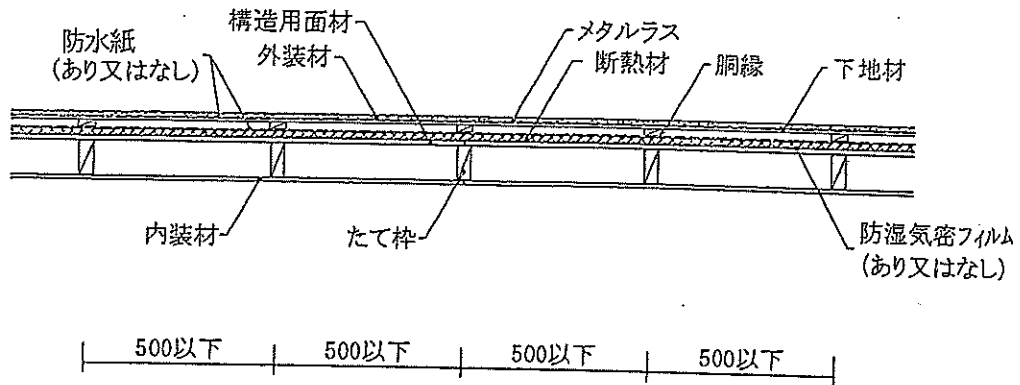 構造用面材
防水紙
(あり又はなし)
外装材
メタルラス
断熱材
胴縁
下地材
内装材
たて枠
防湿気密フィルム
(あり又はなし)
500以下
500以下
500以下
500以下